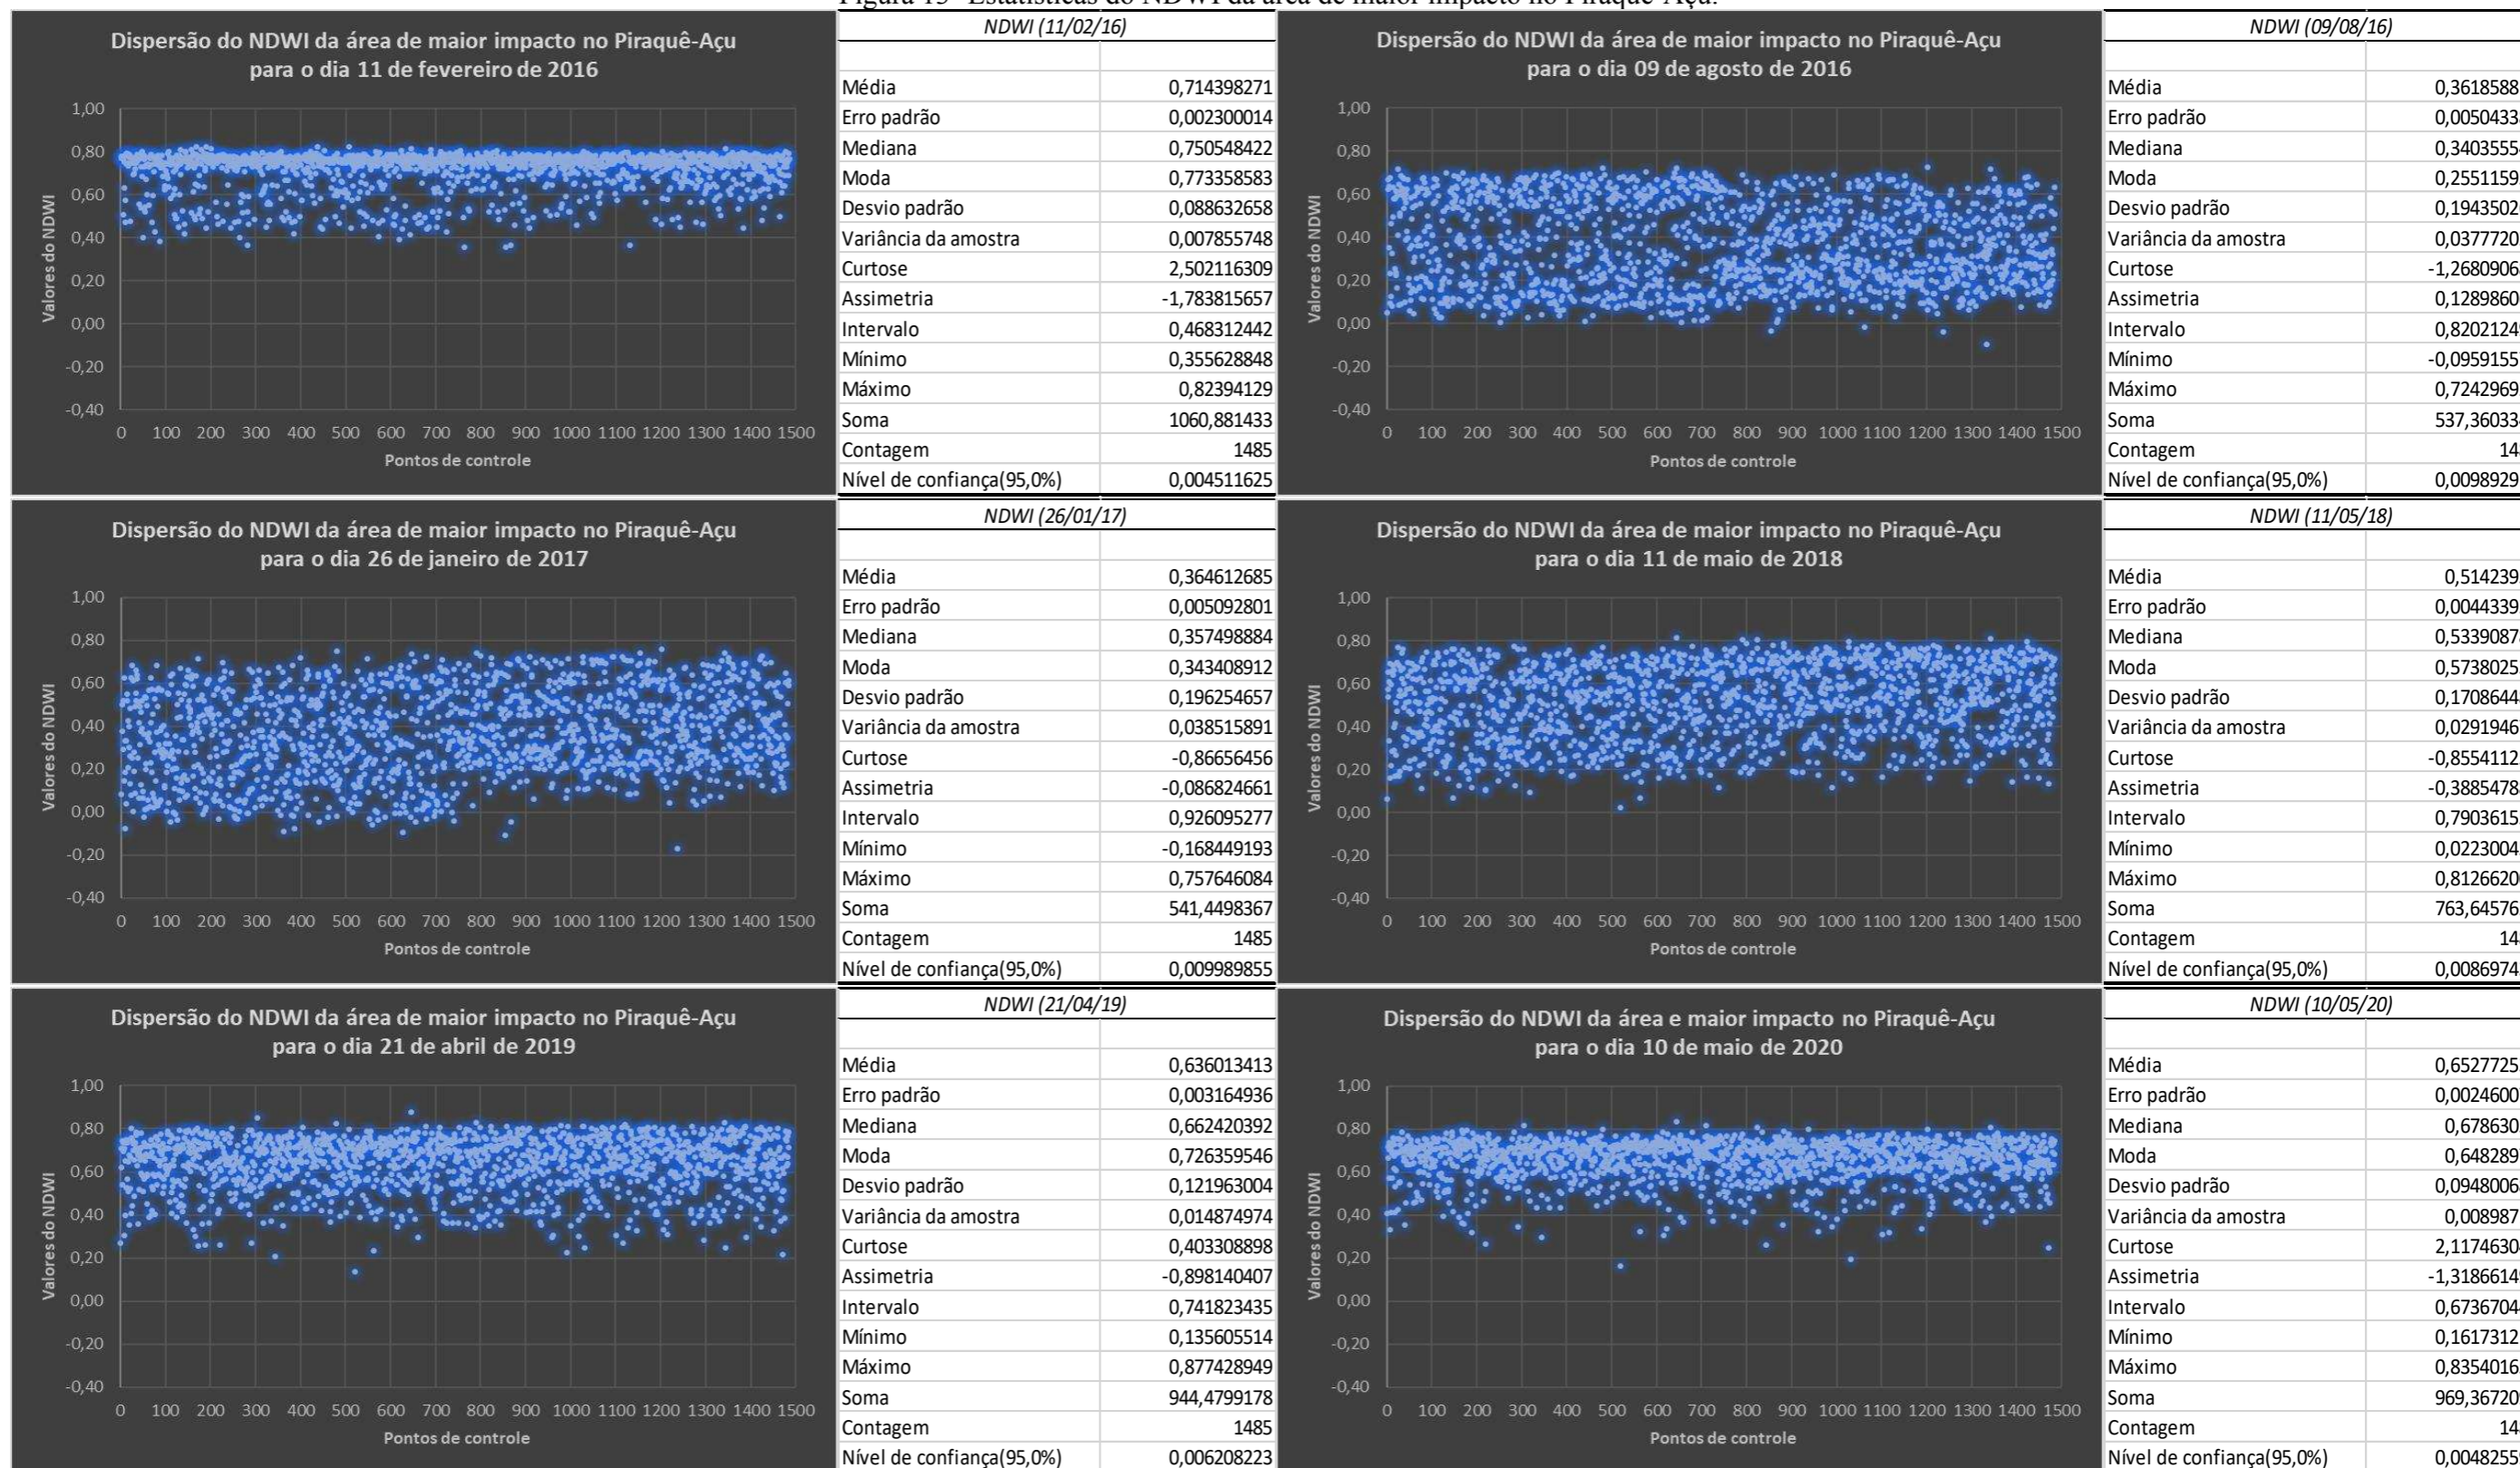 Figura 15- Estatísticas do NDWI da área de maior impacto no Piraquê-Açu.
Dispersão do NDWI da área de maior impacto no Piraquê-Açu
para o dia 11 de fevereiro de 2016
1,00
0,80
0,60
0,40
0,20
0,00
-0,20
-0,40
Valores do NDWI
0 100 200 300 400 500 600 700 800 900 1000 1100 1200 1300 1400 1500
Pontos de controle
NDWI (11/02/16)
Média 0,714398271
Erro padrão 0,002300014
Mediana 0,750548422
Moda 0,773358583
Desvio padrão 0,088632658
Variância da amostra 0,007855748
Curtose 2,502116309
Assimetria -1,783815657
Intervalo 0,468312442
Mínimo 0,355628848
Máximo 0,82394129
Soma 1060,881433
Contagem 1485
Nível de confiança(95,0%) 0,004511625
Dispersão do NDWI da área de maior impacto no Piraquê-Açu
para o dia 09 de agosto de 2016
1,00
0,80
0,60
0,40
0,20
0,00
-0,20
-0,40
Valores do NDWI
0 100 200 300 400 500 600 700 800 900 1000 1100 1200 1300 1400 1500
Pontos de controle
NDWI (09/08/16)
Média 0,3618588
Erro padrão 0,0050433
Mediana 0,3403555
Moda 0,2551159
Desvio padrão 0,1943502
Variância da amostra 0,0377720
Curtose -1,2680906
Assimetria 0,1289860
Intervalo 0,8202124
Mínimo -0,0959155
Máximo 0,7242969
Soma 537,36033
Contagem 14
Nível de confiança(95,0%) 0,0098929
Dispersão do NDWI da área de maior impacto no Piraquê-Açu
para o dia 26 de janeiro de 2017
1,00
0,80
0,60
0,40
0,20
0,00
-0,20
-0,40
Valores do NDWI
0 100 200 300 400 500 600 700 800 900 1000 1100 1200 1300 1400 1500
Pontos de controle
NDWI (26/01/17)
Média 0,364612685
Erro padrão 0,005092801
Mediana 0,357498884
Moda 0,343408912
Desvio padrão 0,196254657
Variância da amostra 0,038515891
Curtose -0,86656456
Assimetria -0,086824661
Intervalo 0,926095277
Mínimo -0,168449193
Máximo 0,757646084
Soma 541,4498367
Contagem 1485
Nível de confiança(95,0%) 0,009989855
Dispersão do NDWI da área de maior impacto no Piraquê-Açu
para o dia 11 de maio de 2018
1,00
0,80
0,60
0,40
0,20
0,00
-0,20
-0,40
Valores do NDWI
0 100 200 300 400 500 600 700 800 900 1000 1100 1200 1300 1400 1500
Pontos de controle
NDWI (11/05/18)
Média 0,514239
Erro padrão 0,0044339
Mediana 0,5339087
Moda 0,5738025
Desvio padrão 0,1708644
Variância da amostra 0,0291946
Curtose -0,8554112
Assimetria -0,3885478
Intervalo 0,7903615
Mínimo 0,0223004
Máximo 0,8126620
Soma 763,64576
Contagem 14
Nível de confiança(95,0%) 0,0086974
Dispersão do NDWI da área de maior impacto no Piraquê-Açu
para o dia 21 de abril de 2019
1,00
0,80
0,60
0,40
0,20
0,00
-0,20
-0,40
Valores do NDWI
0 100 200 300 400 500 600 700 800 900 1000 1100 1200 1300 1400 1500
Pontos de controle
NDWI (21/04/19)
Média 0,636013413
Erro padrão 0,003164936
Mediana 0,662420392
Moda 0,726359546
Desvio padrão 0,121963004
Variância da amostra 0,014874974
Curtose 0,403308898
Assimetria -0,898140407
Intervalo 0,741823435
Mínimo 0,135605514
Máximo 0,877428949
Soma 944,4799178
Contagem 1485
Nível de confiança(95,0%) 0,006208223
Dispersão do NDWI da área e maior impacto no Piraquê-Açu
para o dia 10 de maio de 2020
1,00
0,80
0,60
0,40
0,20
0,00
-0,20
-0,40
Valores do NDWI
0 100 200 300 400 500 600 700 800 900 1000 1100 1200 1300 1400 1500
Pontos de controle
NDWI (10/05/20)
Média 0,6527725
Erro padrão 0,0024600
Mediana 0,678630
Moda 0,648289
Desvio padrão 0,0948006
Variância da amostra 0,008987
Curtose 2,1174630
Assimetria -1,3186614
Intervalo 0,6736704
Mínimo 0,1617312
Máximo 0,8354016
Soma 969,36720
Contagem 14
Nível de confiança(95,0%) 0,0048255